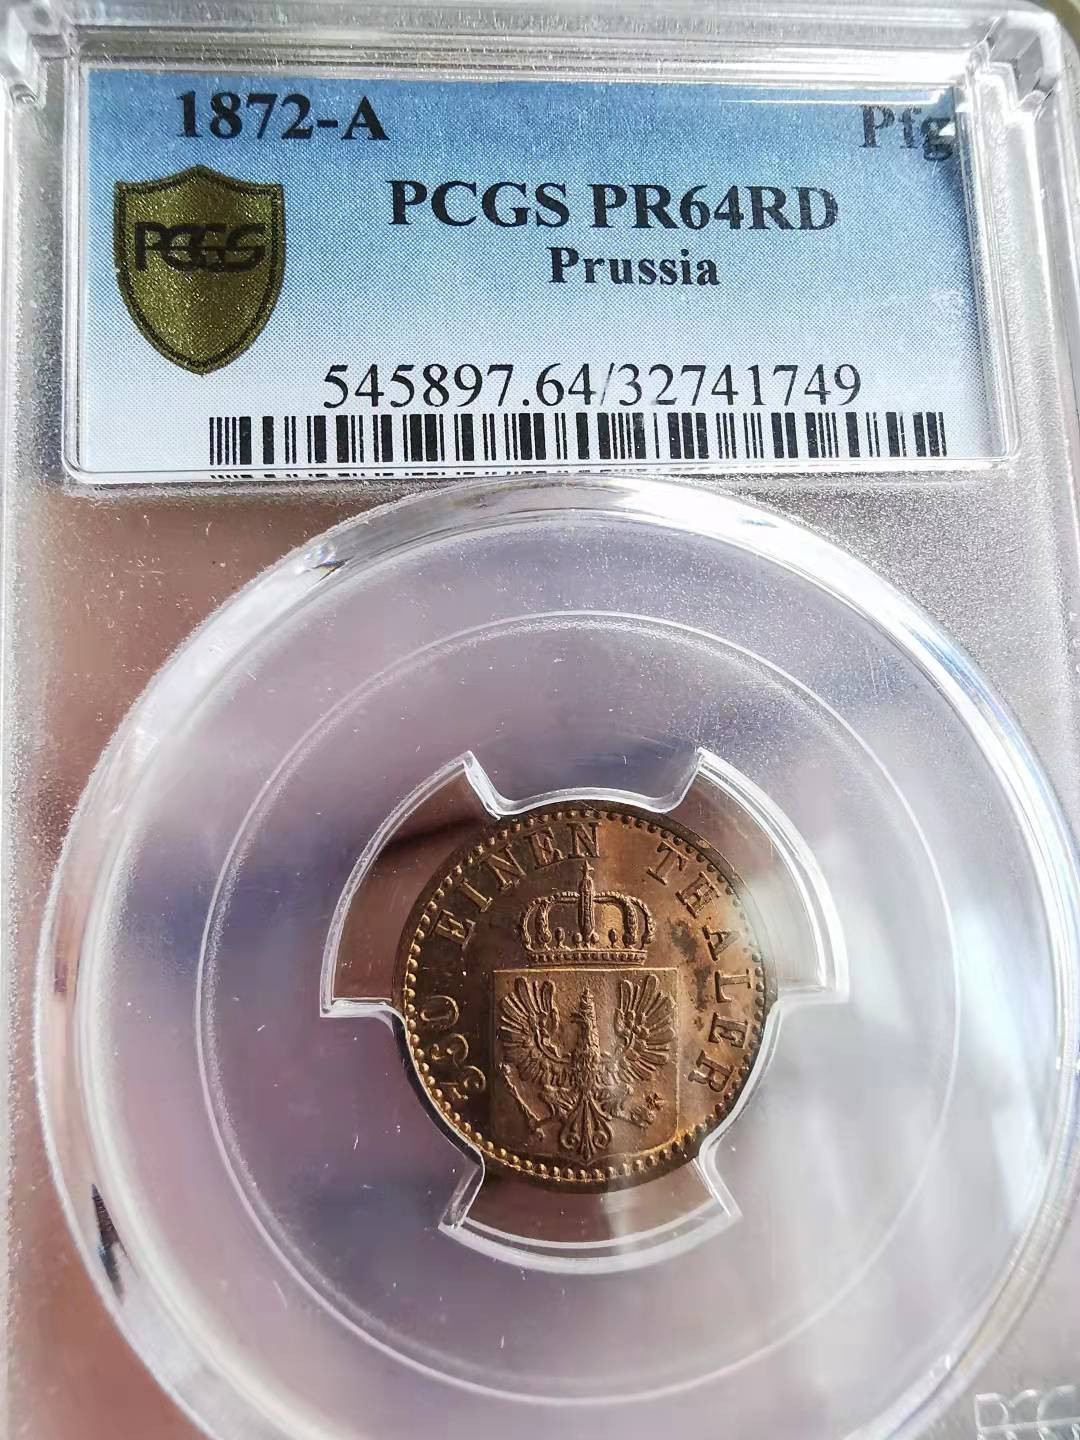 1872-A Pfg
PCGS PR64RD
PCGS
Prussia
545897.64/32741749
360 EINEN THALER